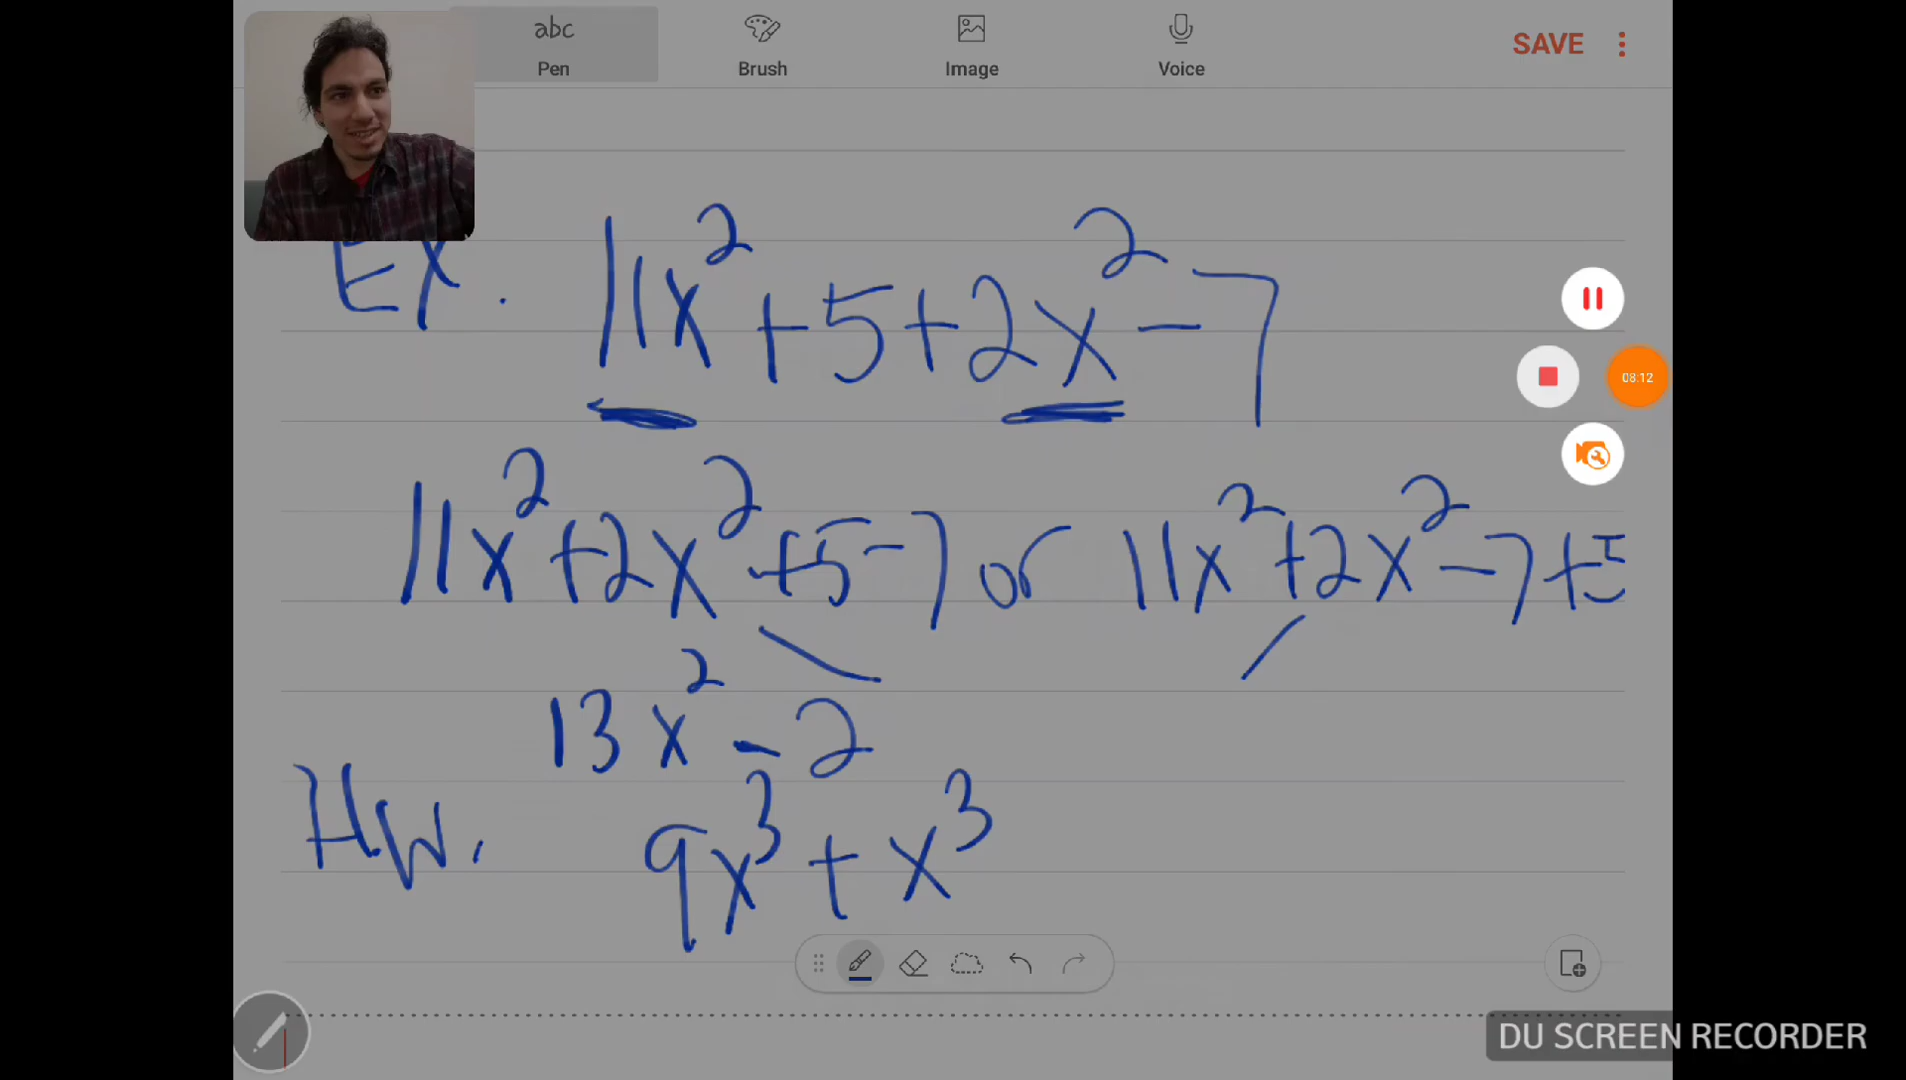 abc
Pen
Brush
Image
Voice
SAVE
Ex. 11x² +5+2x² -7
08:12
11x²+2x²+5-7 or 11x²+2x²-7+5
13x² - 2
H.W. 9x³ + x³
DU SCREEN RECORDER